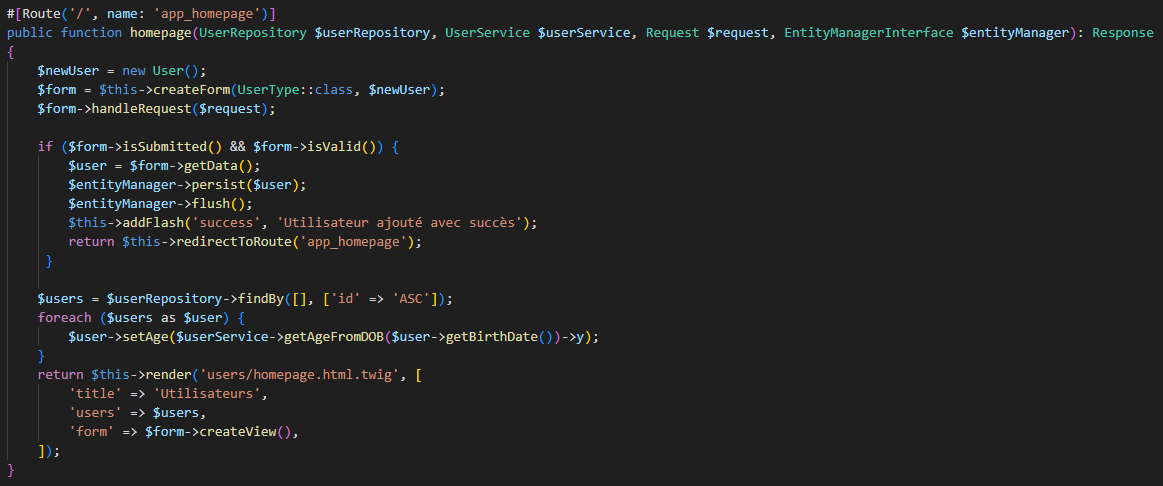 #[Route('/', name: 'app_homepage')]
public function homepage(UserRepository $userRepository, UserService $userService, Request $request, EntityManagerInterface $entityManager): Response
{
    $newUser = new User();
    $form = $this->createForm(UserType::class, $newUser);
    $form->handleRequest($request);

    if ($form->isSubmitted() && $form->isValid()) {
        $user = $form->getData();
        $entityManager->persist($user);
        $entityManager->flush();
        $this->addFlash('success', 'Utilisateur ajouté avec succès');
        return $this->redirectToRoute('app_homepage');
     }

    $users = $userRepository->findBy([], ['id' => 'ASC']);
    foreach ($users as $user) {
        $user->setAge($userService->getAgeFromDOB($user->getBirthDate())->y);
    }
    return $this->render('users/homepage.html.twig', [
        'title' => 'Utilisateurs',
        'users' => $users,
        'form' => $form->createView(),
    ]);
}